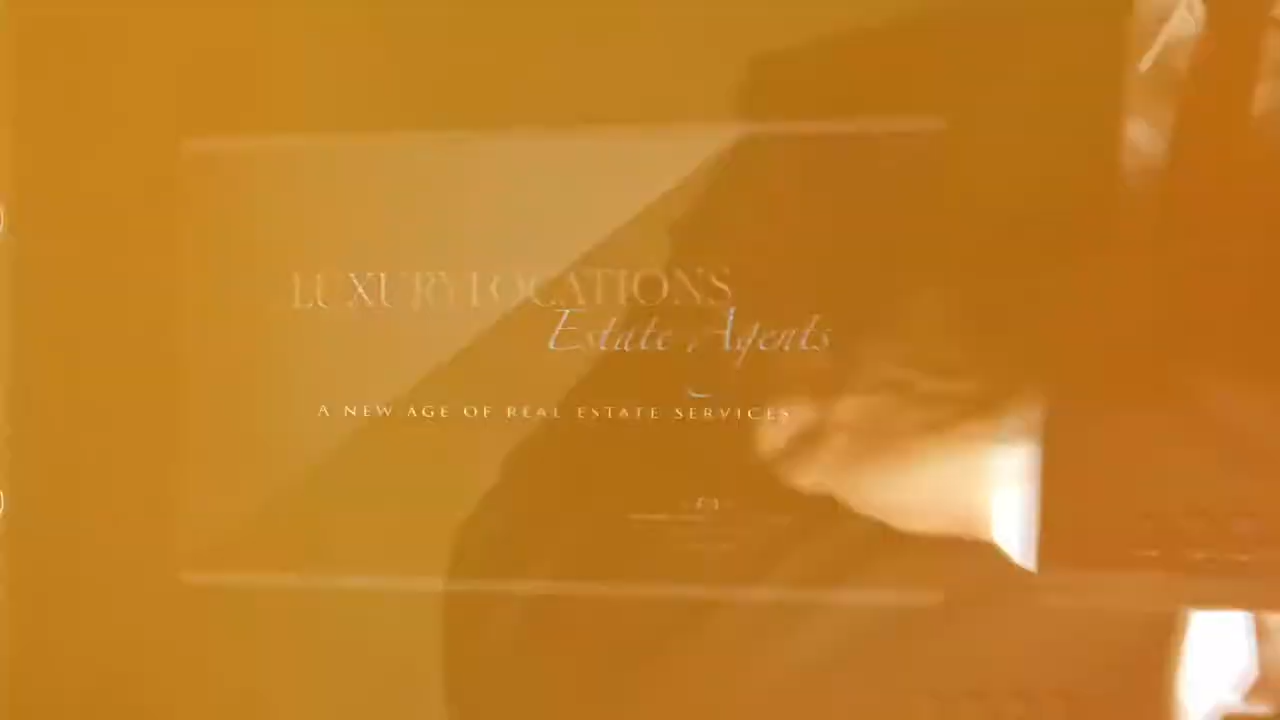 LUXURY LOCATIONS
Estate Agents
A NEW AGE OF REAL ESTATE SERVICES